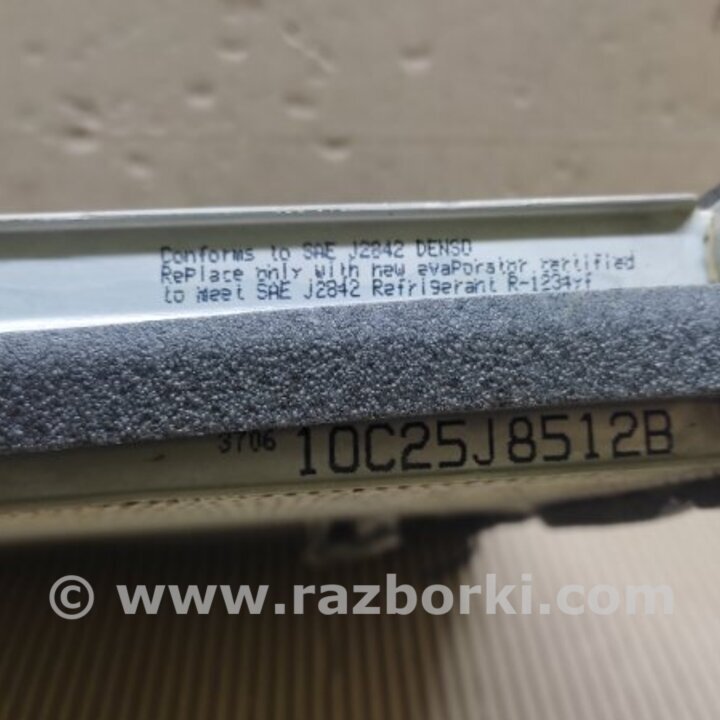 Conforms to SAE J2842 DENSO
Replace only with new evaporator certified
to meet SAE J2842 Refrigerant R-1234yf
3706 10C25J8512B
© www.razborki.com